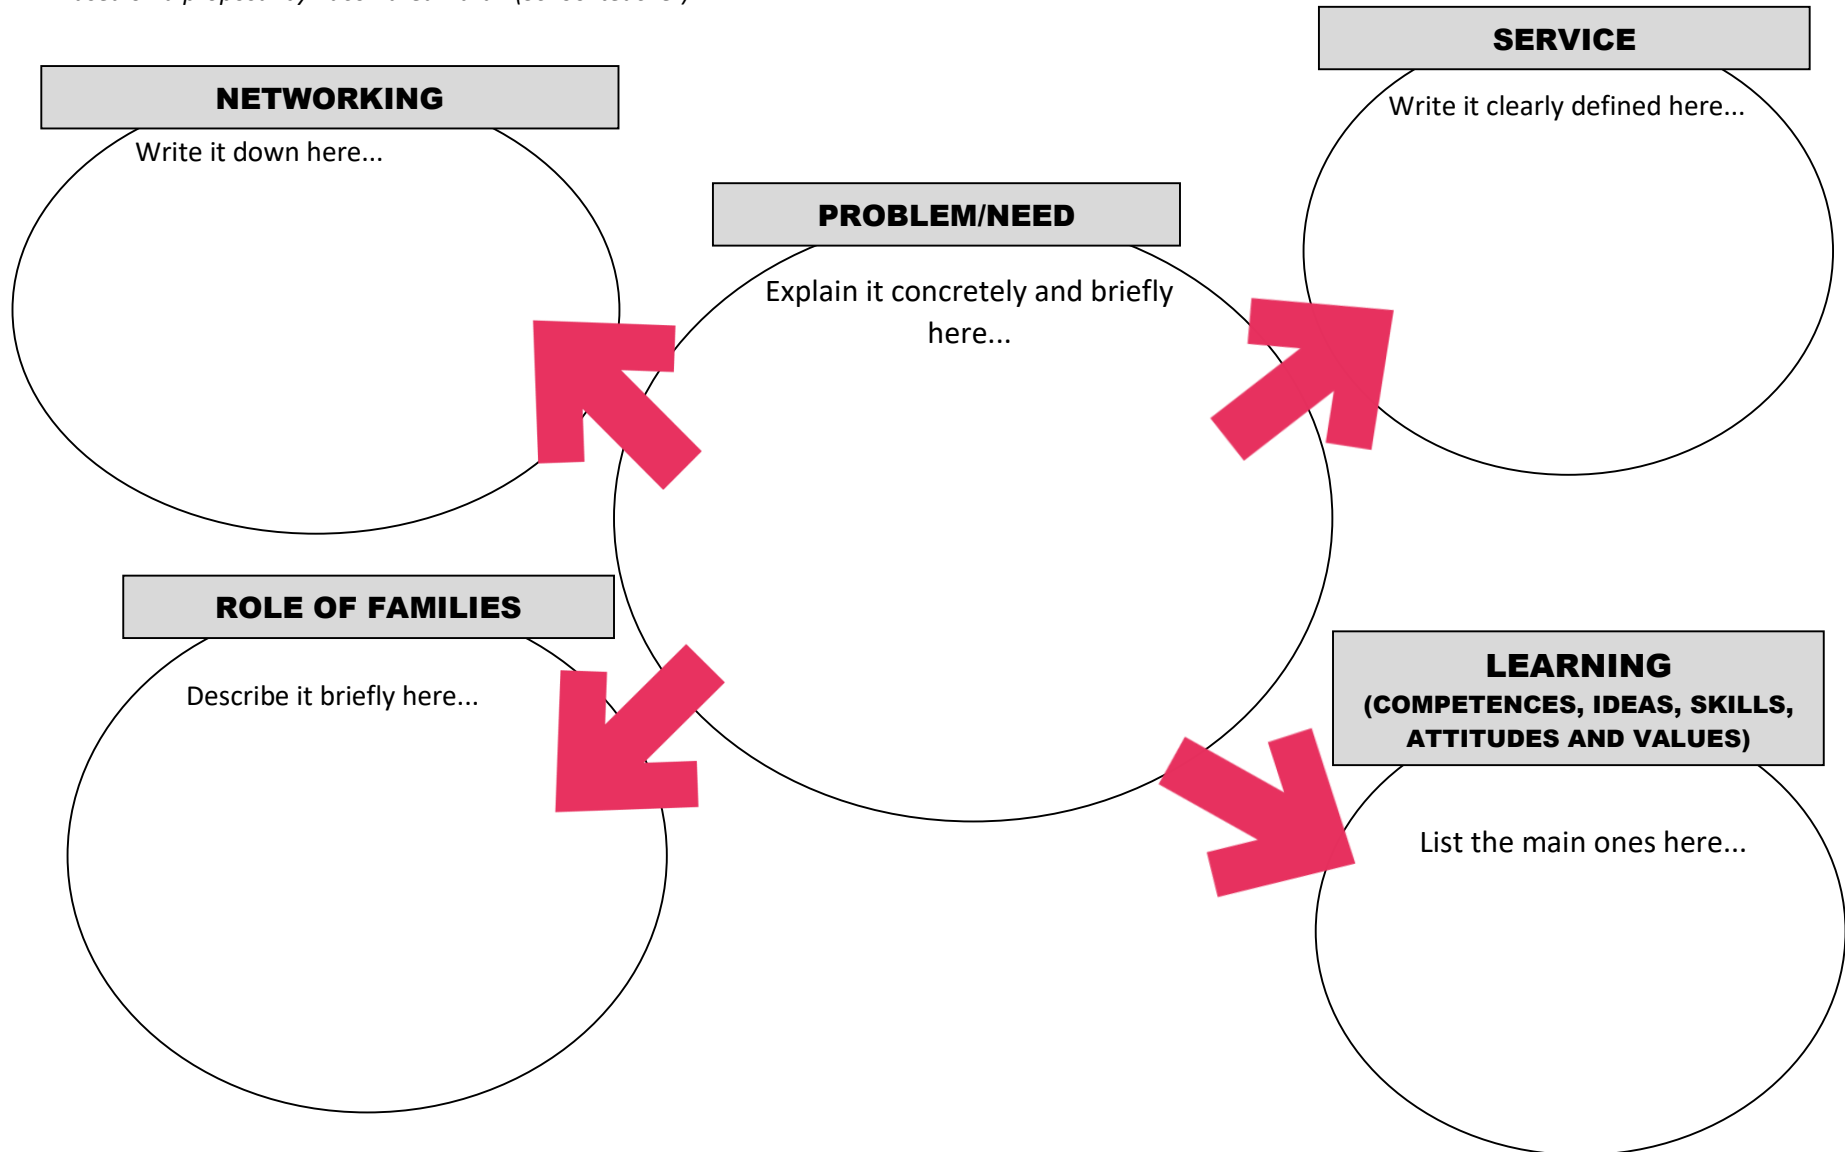 SERVICE
Write it clearly defined here...
NETWORKING
Write it down here...
PROBLEM/NEED
Explain it concretely and briefly
here...
ROLE OF FAMILIES
Describe it briefly here...
LEARNING
(COMPETENCES, IDEAS, SKILLS,
ATTITUDES AND VALUES)
List the main ones here...